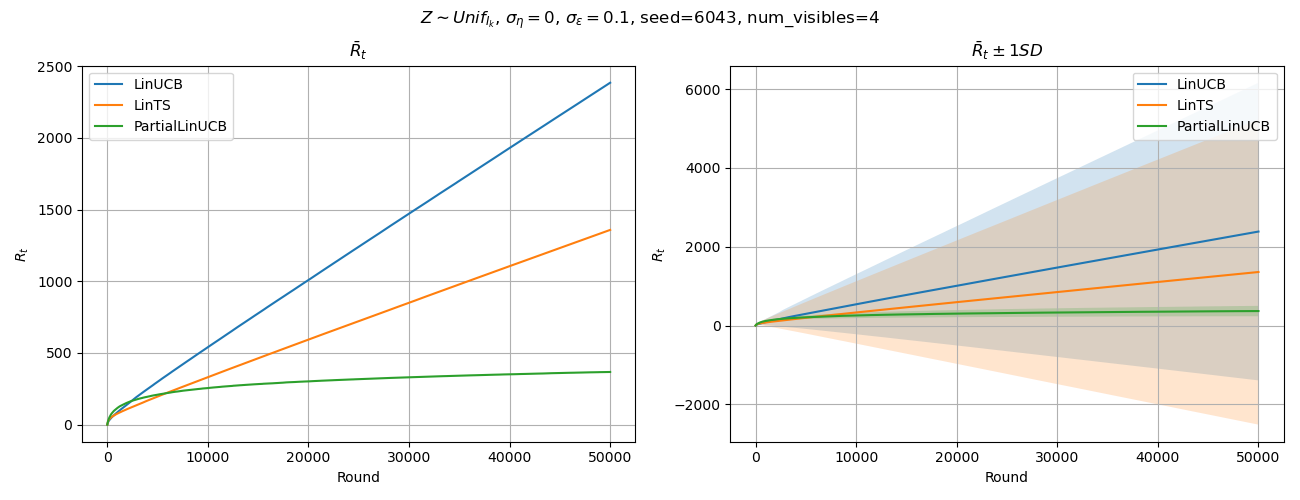 Z ∼ Unif_{I_k}, σ_η = 0, σ_ε = 0.1, seed=6043, num_visibles=4
R̄_t
2500
2000
1500
1000
500
0
R_t
LinUCB
LinTS
PartialLinUCB
0 10000 20000 30000 40000 50000
Round
R̄_t ± 1SD
6000
4000
2000
0
−2000
R_t
LinUCB
LinTS
PartialLinUCB
0 10000 20000 30000 40000 50000
Round